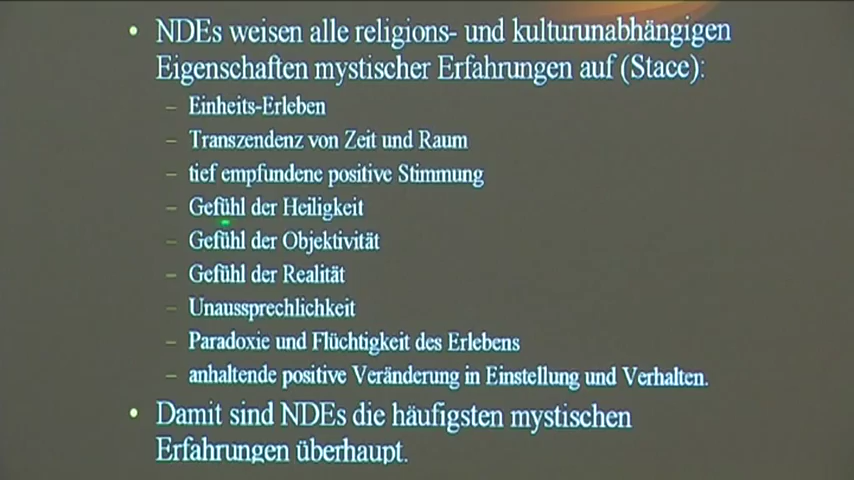 • NDEs weisen alle religions- und kulturunabhängigen
Eigenschaften mystischer Erfahrungen auf (Stace):
– Einheits-Erleben
– Transzendenz von Zeit und Raum
– tief empfundene positive Stimmung
– Gefühl der Heiligkeit
– Gefühl der Objektivität
– Gefühl der Realität
– Unaussprechlichkeit
– Paradoxie und Flüchtigkeit des Erlebens
– anhaltende positive Veränderung in Einstellung und Verhalten.
• Damit sind NDEs die häufigsten mystischen
Erfahrungen überhaupt.